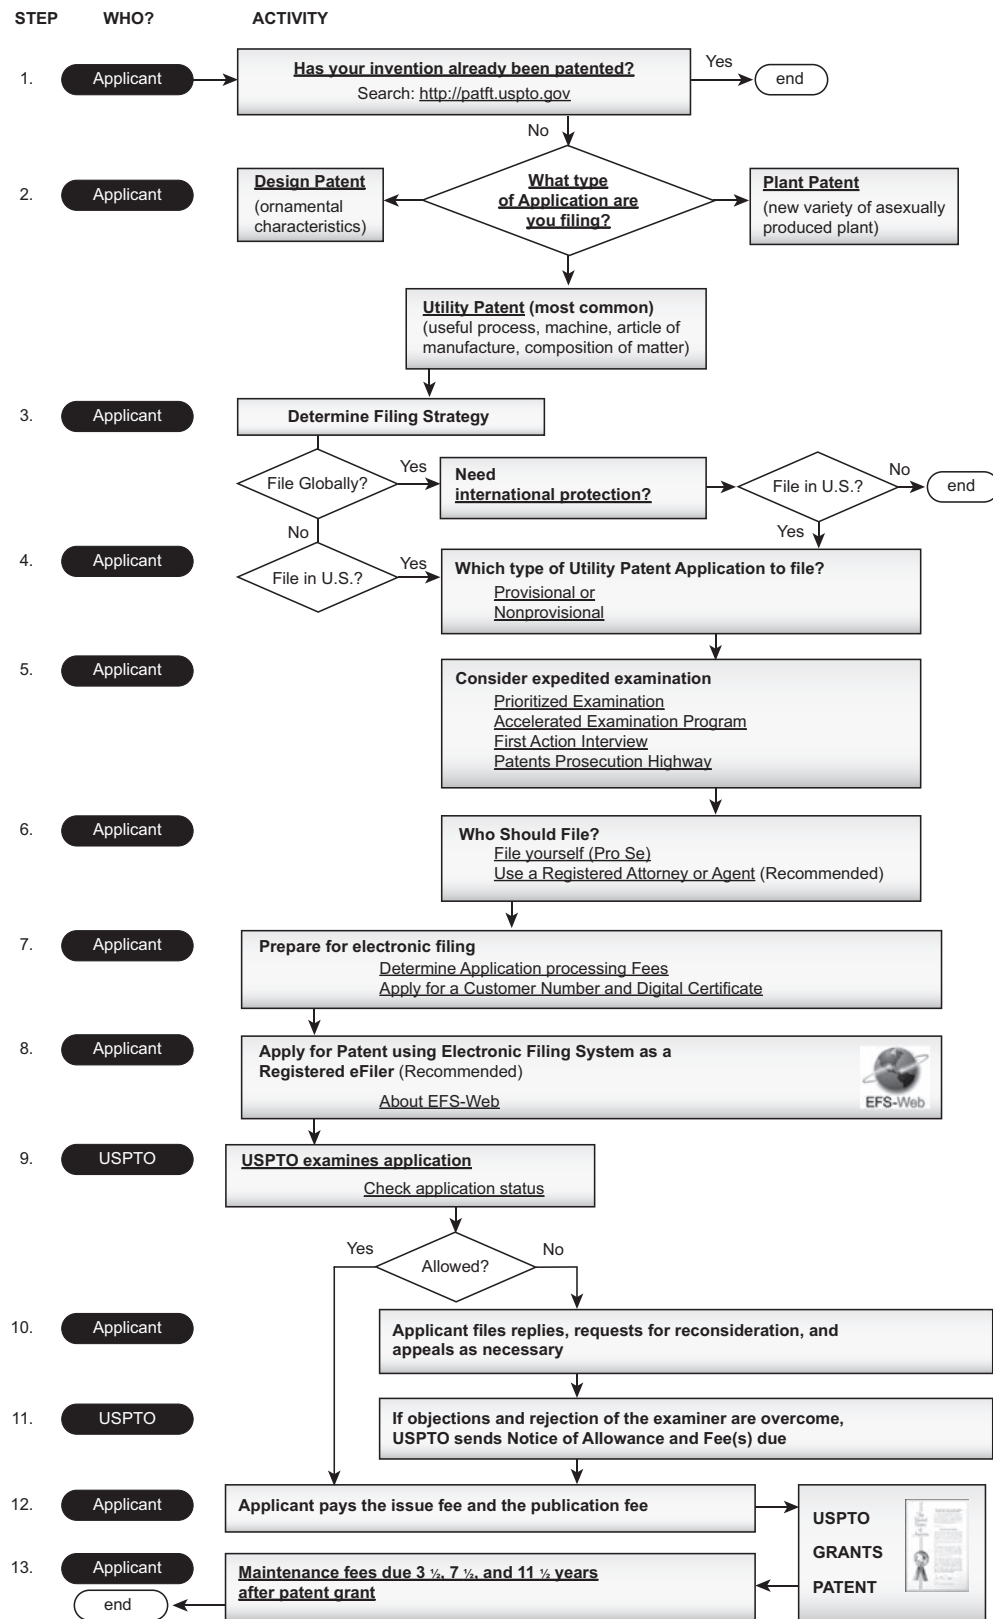 STEP WHO? ACTIVITY
1. Applicant
Has your invention already been patented?
Search: http://patft.uspto.gov
Yes
end
No
2. Applicant
Design Patent
(ornamental
characteristics)
What type
of Application are
you filing?
Plant Patent
(new variety of asexually
produced plant)
Utility Patent (most common)
(useful process, machine, article of
manufacture, composition of matter)
3. Applicant
Determine Filing Strategy
File Globally?
Yes
Need
international protection?
File in U.S.?
No
end
No
Yes
4. Applicant
File in U.S.?
Yes
Which type of Utility Patent Application to file?
Provisional or
Nonprovisional
5. Applicant
Consider expedited examination
Prioritized Examination
Accelerated Examination Program
First Action Interview
Patents Prosecution Highway
6. Applicant
Who Should File?
File yourself (Pro Se)
Use a Registered Attorney or Agent (Recommended)
7. Applicant
Prepare for electronic filing
Determine Application processing Fees
Apply for a Customer Number and Digital Certificate
8. Applicant
Apply for Patent using Electronic Filing System as a
Registered eFiler (Recommended)
About EFS-Web
EFS-Web
9. USPTO
USPTO examines application
Check application status
Yes
Allowed?
No
10. Applicant
Applicant files replies, requests for reconsideration, and
appeals as necessary
11. USPTO
If objections and rejection of the examiner are overcome,
USPTO sends Notice of Allowance and Fee(s) due
12. Applicant
Applicant pays the issue fee and the publication fee
USPTO
GRANTS
PATENT
13. Applicant
Maintenance fees due 3 ½, 7 ½, and 11 ½ years
after patent grant
end